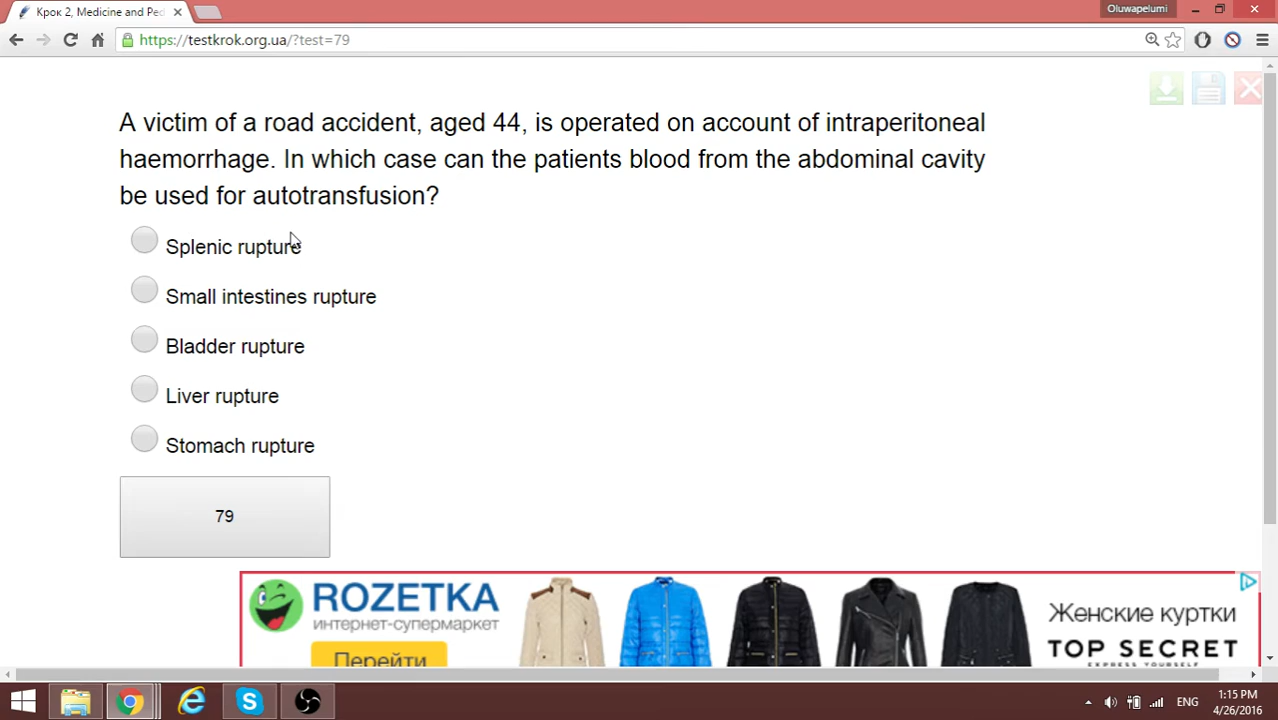 Крок 2, Medicine and Ped
Oluwapelumi
https://testkrok.org.ua/?test=79
A victim of a road accident, aged 44, is operated on account of intraperitoneal
haemorrhage. In which case can the patients blood from the abdominal cavity
be used for autotransfusion?
Splenic rupture
Small intestines rupture
Bladder rupture
Liver rupture
Stomach rupture
79
ROZETKA
интернет-супермаркет
Перейти
Женские куртки
TOP SECRET
EXPRESS YOURSELF
ENG
1:15 PM
4/26/2016